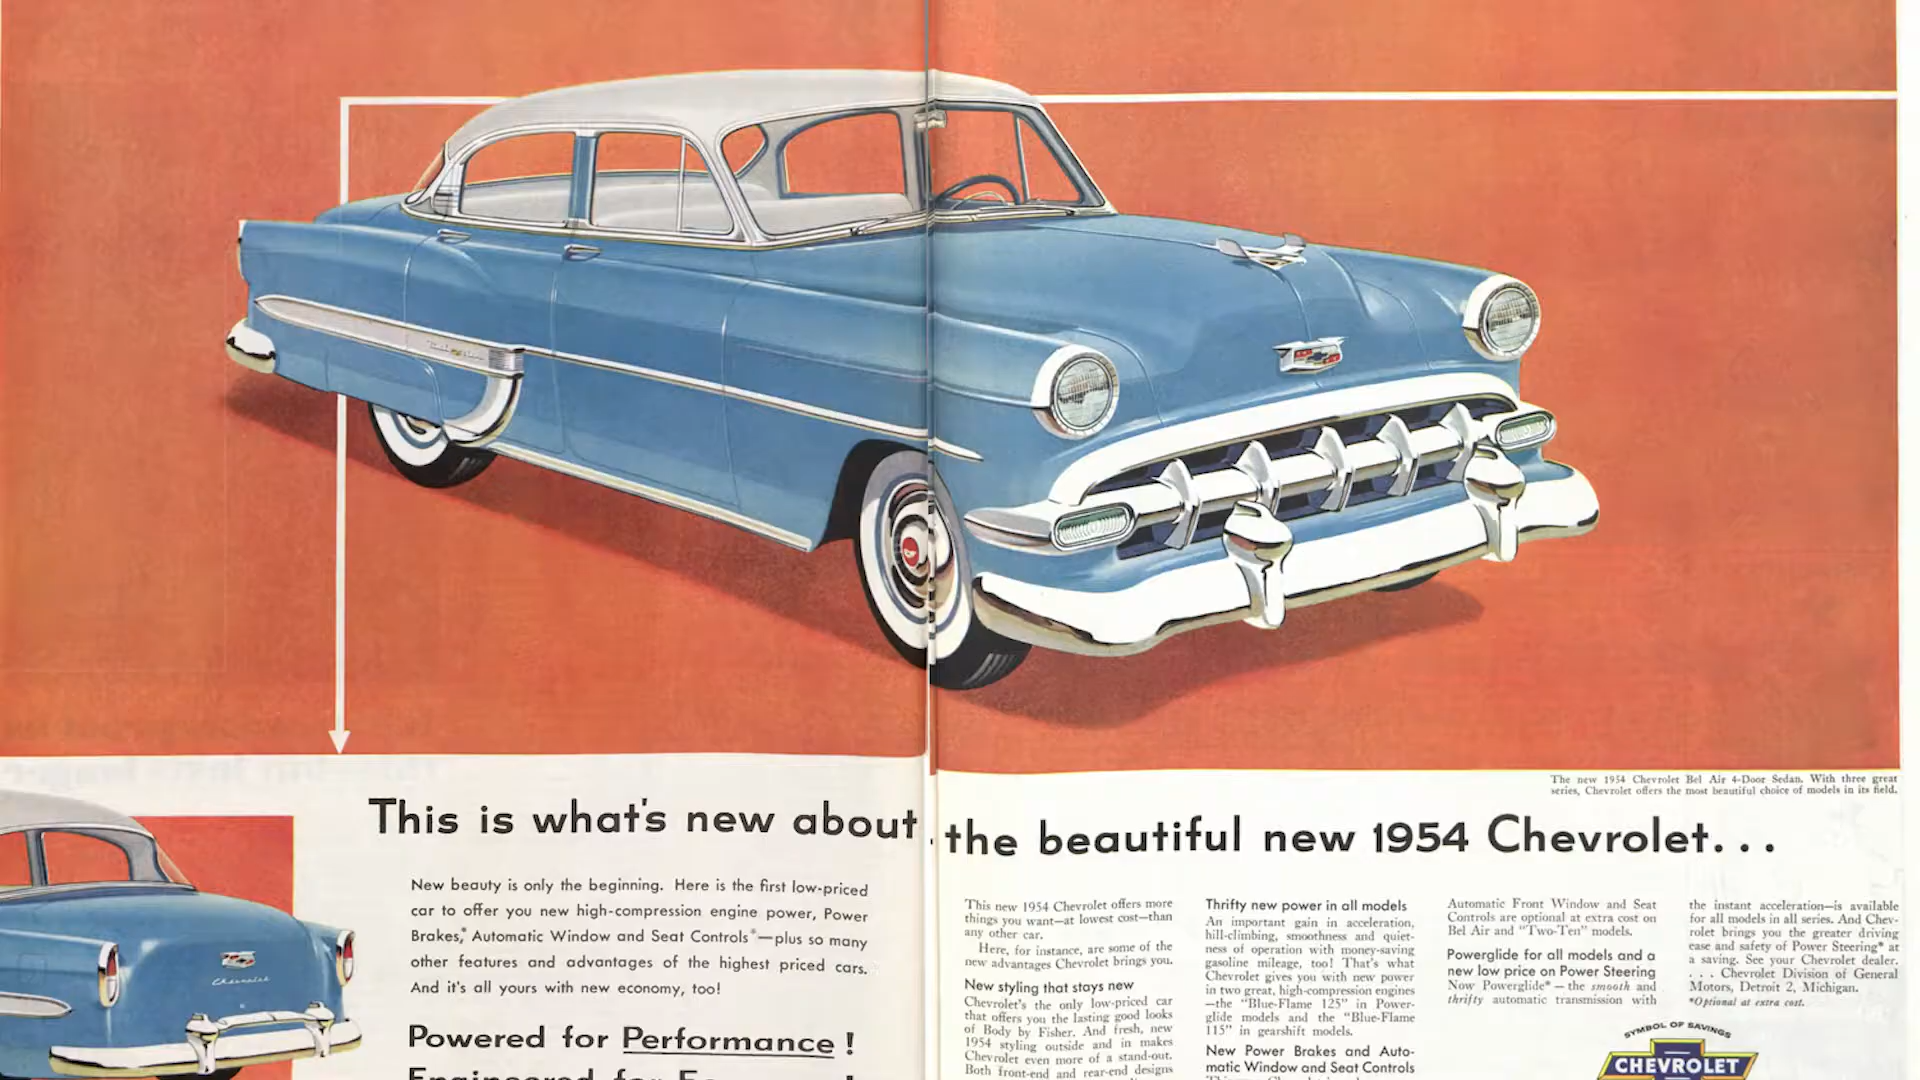 The new 1954 Chevrolet Bel Air 4-Door Sedan. With three great
series, Chevrolet offers the most beautiful choice of models in its field.
This is what's new about the beautiful new 1954 Chevrolet...
New beauty is only the beginning. Here is the first low-priced
car to offer you new high-compression engine power, Power
Brakes,* Automatic Window and Seat Controls*—plus so many
other features and advantages of the highest priced cars.
And it's all yours with new economy, too!
Powered for Performance!
Engineered for
This new 1954 Chevrolet offers more
things you want—at lowest cost—than
any other car.
Here, for instance, are some of the
new advantages Chevrolet brings you.
New styling that stays new
Chevrolet's the only low-priced car
that offers you the lasting good looks
of Body by Fisher. And fresh, new
1954 styling outside and in makes
Chevrolet even more of a stand-out.
Both front-end and rear-end designs
Thrifty new power in all models
An important gain in acceleration,
hill-climbing, smoothness and quiet-
ness of operation with money-saving
gasoline mileage, too! That's what
Chevrolet gives you with new power
in two great, high-compression engines
—the "Blue-Flame 125" in Power-
glide models and the "Blue-Flame
115" in gearshift models.
New Power Brakes and Auto-
matic Window and Seat Controls
Automatic Front Window and Seat
Controls are optional at extra cost on
Bel Air and "Two-Ten" models.
Powerglide for all models and a
new low price on Power Steering
Now Powerglide*—the smooth and
thrifty automatic transmission with
the instant acceleration—is available
for all models in all series. And Chev-
rolet brings you the greater driving
ease and safety of Power Steering* at
a saving. See your Chevrolet dealer.
. . . Chevrolet Division of General
Motors, Detroit 2, Michigan.
*Optional at extra cost.
SYMBOL OF SAVINGS
CHEVROLET
Chevrolet